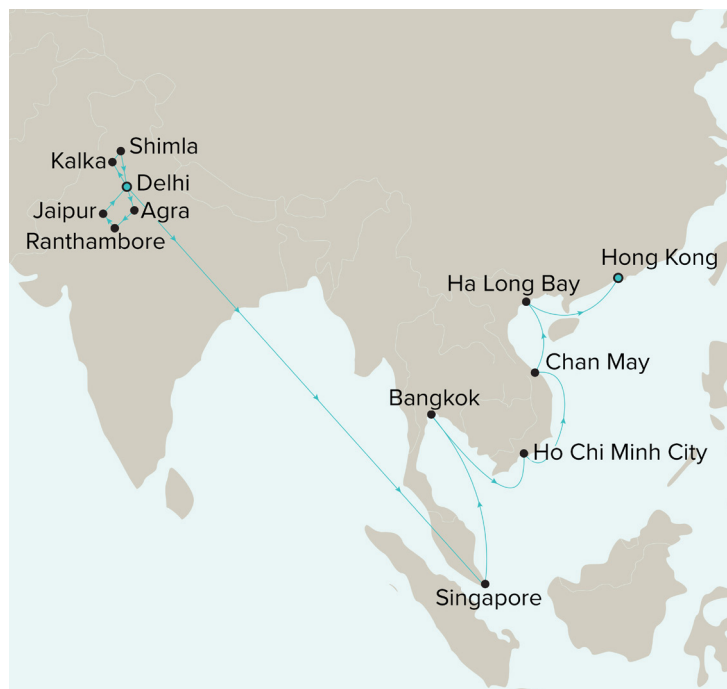 Shimla
Kalka
Delhi
Jaipur
Agra
Ranthambore
Hong Kong
Ha Long Bay
Chan May
Bangkok
Ho Chi Minh City
Singapore